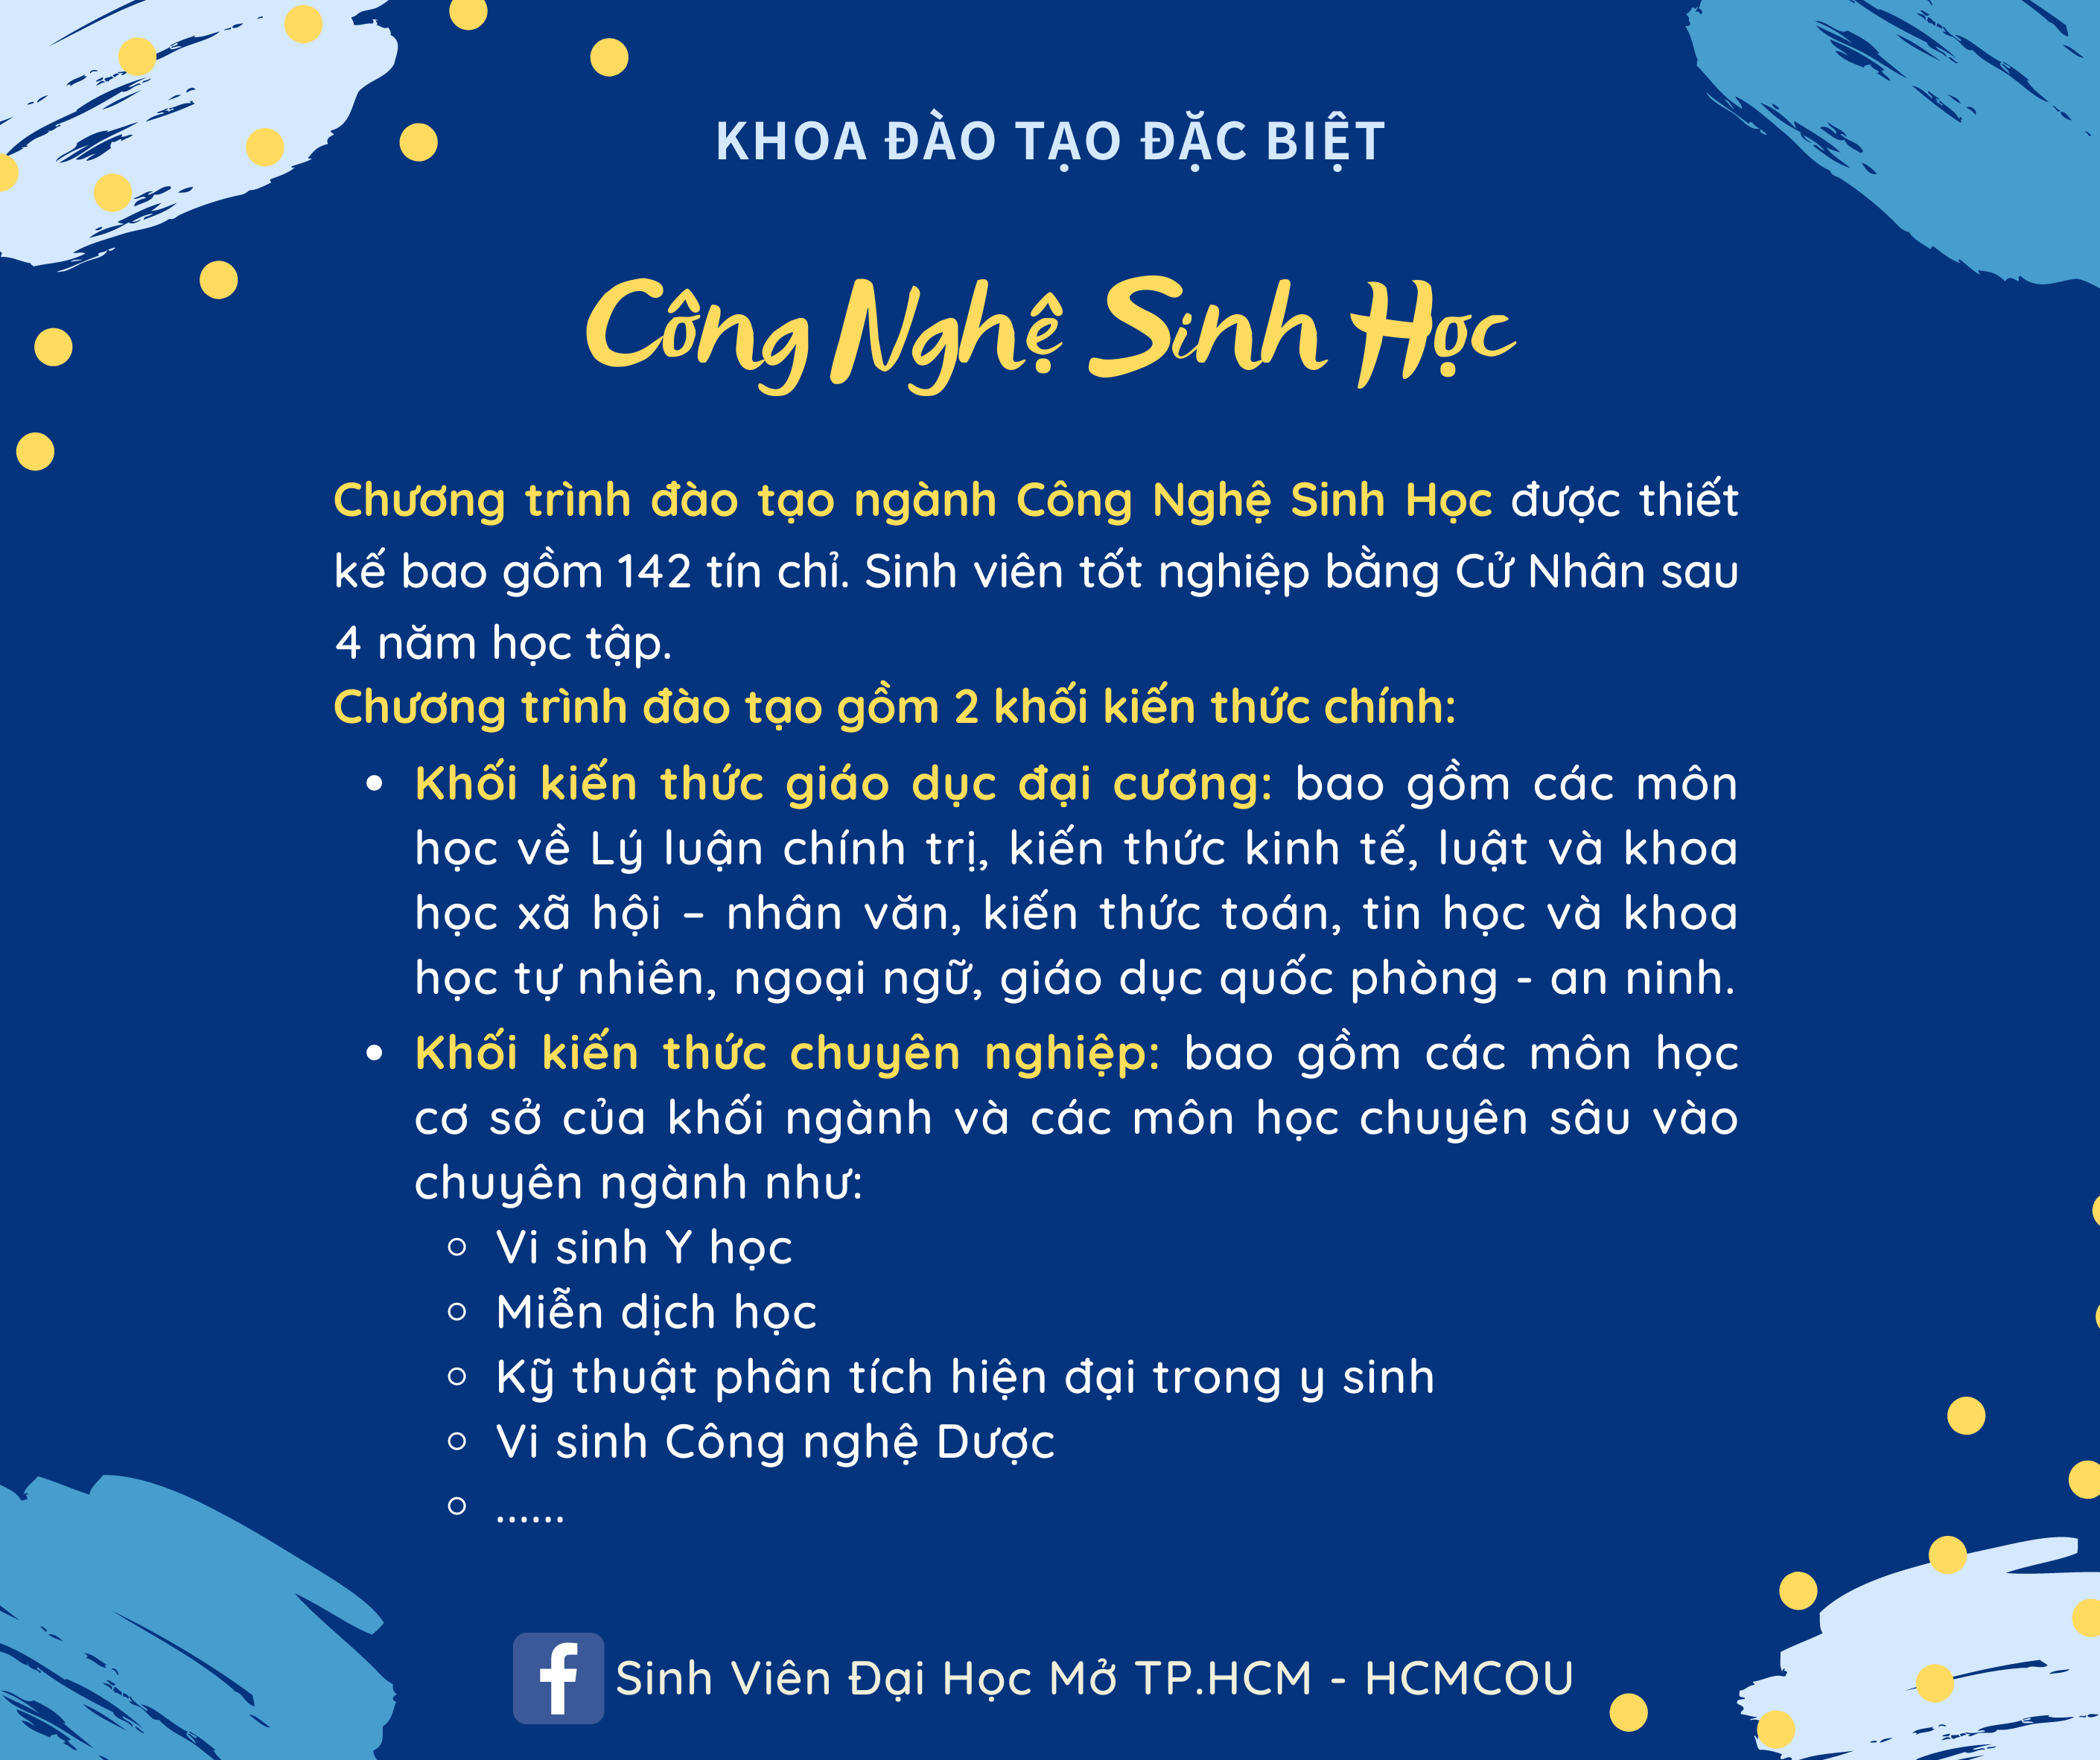 KHOA ĐÀO TẠO ĐẶC BIỆT
Công Nghệ Sinh Học
Chương trình đào tạo ngành Công Nghệ Sinh Học được thiết
kế bao gồm 142 tín chỉ. Sinh viên tốt nghiệp bằng Cử Nhân sau
4 năm học tập.
Chương trình đào tạo gồm 2 khối kiến thức chính:
• Khối kiến thức giáo dục đại cương: bao gồm các môn
học về Lý luận chính trị, kiến thức kinh tế, luật và khoa
học xã hội – nhân văn, kiến thức toán, tin học và khoa
học tự nhiên, ngoại ngữ, giáo dục quốc phòng - an ninh.
• Khối kiến thức chuyên nghiệp: bao gồm các môn học
cơ sở của khối ngành và các môn học chuyên sâu vào
chuyên ngành như:
◦ Vi sinh Y học
◦ Miễn dịch học
◦ Kỹ thuật phân tích hiện đại trong y sinh
◦ Vi sinh Công nghệ Dược
◦ ......
f Sinh Viên Đại Học Mở TP.HCM - HCMCOU